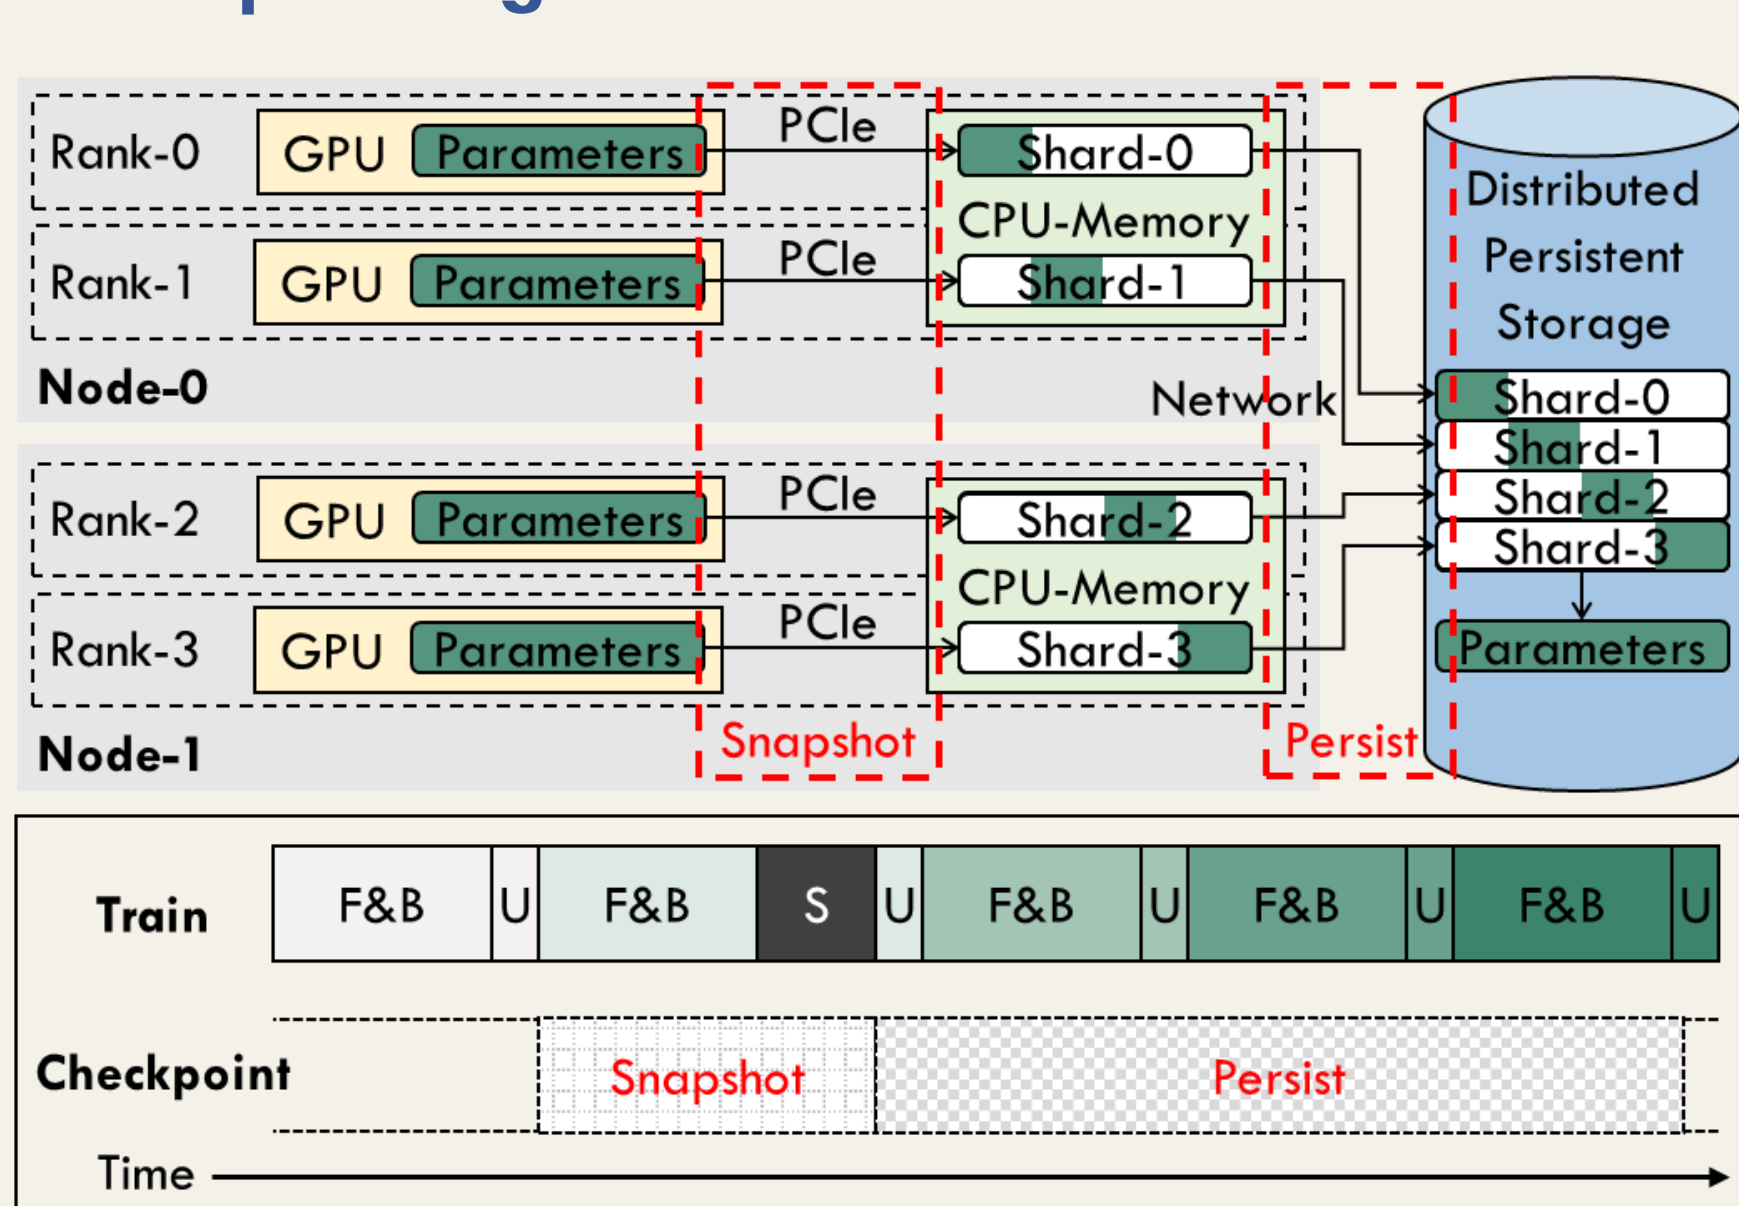 Rank-0 GPU Parameters PCIe Shard-0
CPU-Memory
Rank-1 GPU Parameters PCIe Shard-1
Node-0
Network
Rank-2 GPU Parameters PCIe Shard-2
CPU-Memory
Rank-3 GPU Parameters PCIe Shard-3
Node-1
Snapshot
Persist
Distributed
Persistent
Storage
Shard-0
Shard-1
Shard-2
Shard-3
Parameters
Train F&B U F&B S U F&B U F&B U F&B U
Checkpoint Snapshot Persist
Time